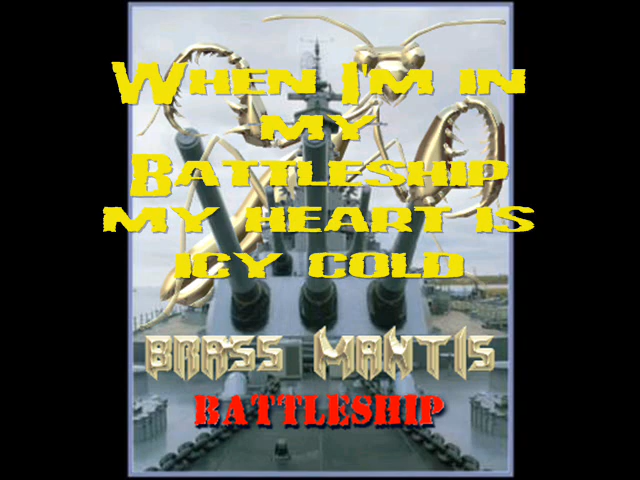 When I'm in
my
Battleship
my heart is
icy cold
BRASS MANTIS
BATTLESHIP